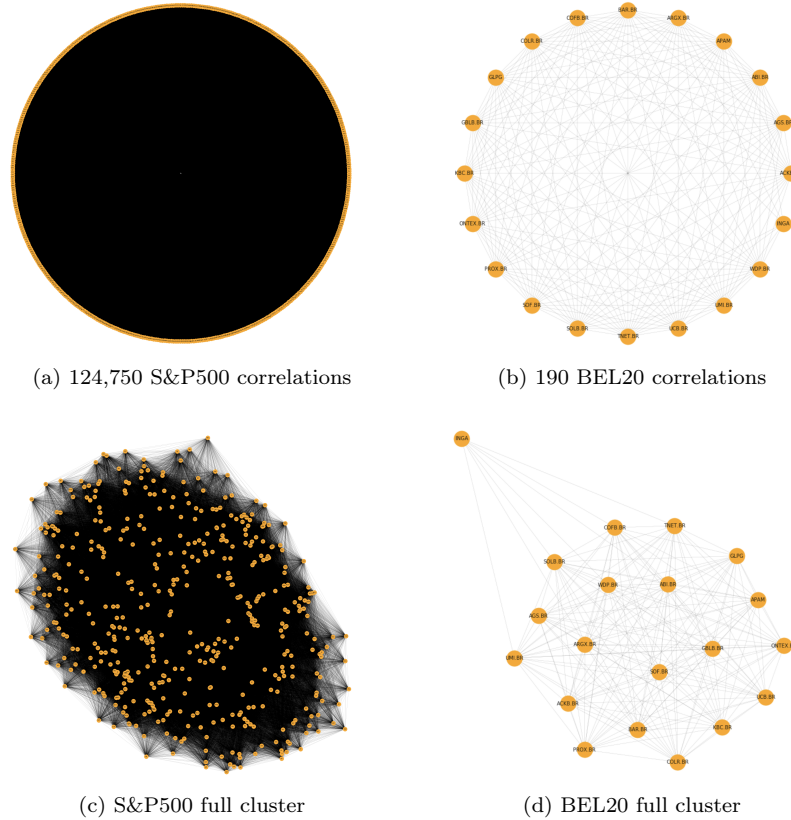 BAR.BR
COFB.BR
ARGX.BR
COLR.BR
APAM
GLPG
ABI.BR
GBLB.BR
AGS.BR
KBC.BR
ACKB
ONTEX.BR
INGA
PROX.BR
WDP.BR
SOF.BR
UMI.BR
SOLB.BR
UCB.BR
TNET.BR
(a) 124,750 S&P500 correlations
(b) 190 BEL20 correlations
INGA
COFB.BR
TNET.BR
SOLB.BR
GLPG
WDP.BR
ABI.BR
APAM
AGS.BR
ARGX.BR
GBLB.BR
ONTEX.
UMI.BR
SOF.BR
ACKB.BR
UCB.BR
BAR.BR
KBC.BR
PROX.BR
COLR.BR
(c) S&P500 full cluster
(d) BEL20 full cluster